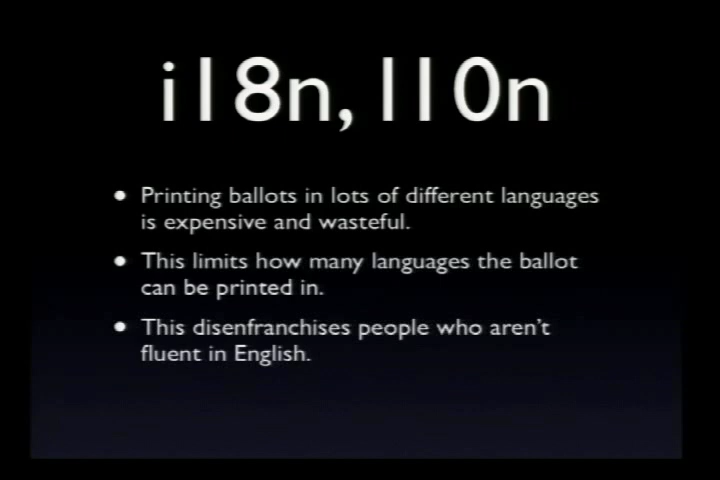 i18n, l10n
• Printing ballots in lots of different languages
is expensive and wasteful.
• This limits how many languages the ballot
can be printed in.
• This disenfranchises people who aren't
fluent in English.